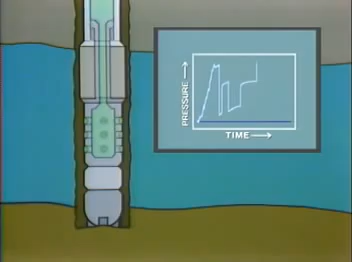 PRESSURE →
TIME →